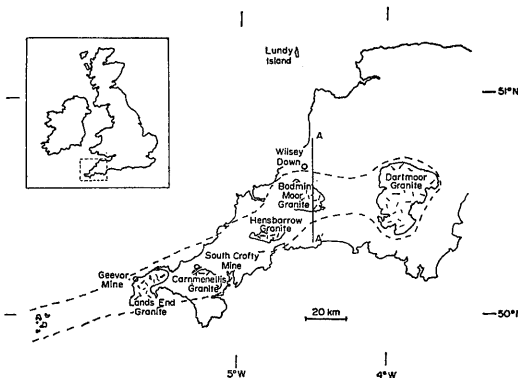 Lundy
Island
51°N
A
Wilsey
Down
Bodmin
Moor
Granite
Dartmoor
Granite
Hensbarrow
Granite
A'
South Crofty
Mine
Geevor
Mine
Carnmenellis
Granite
Lands End
Granite
20 km
50°N
5°W
4°W